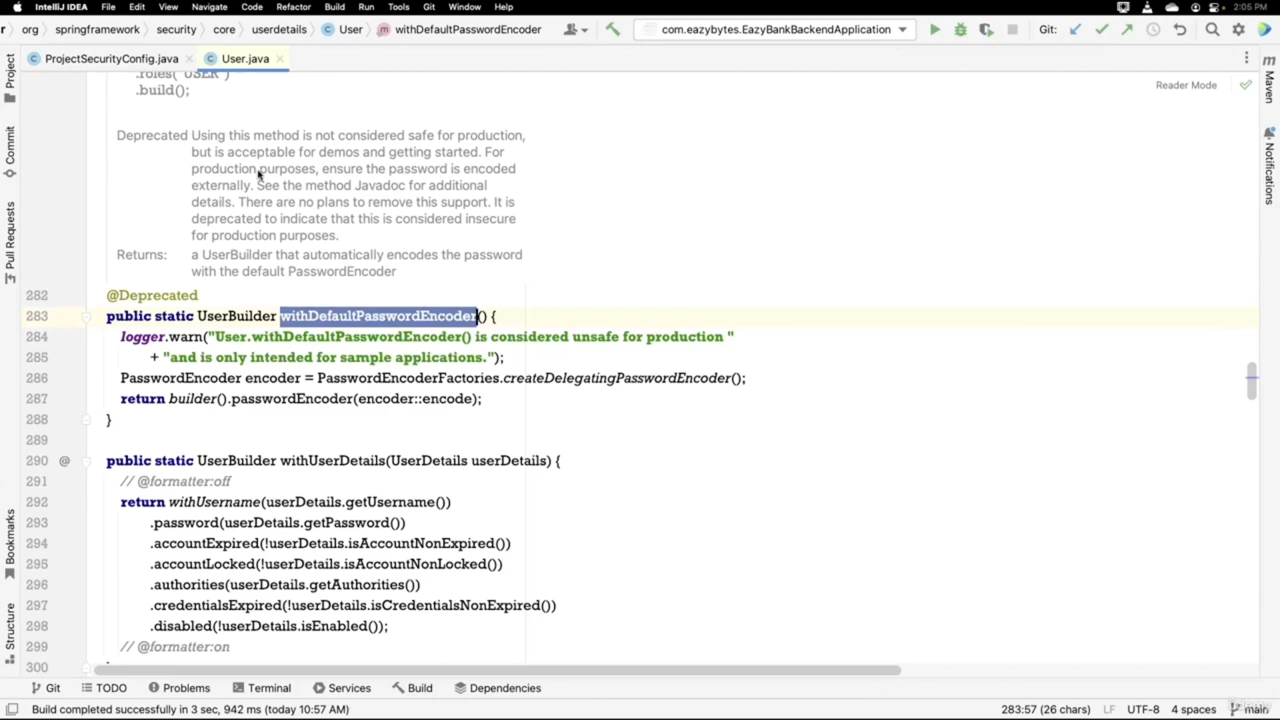 IntelliJ IDEA File Edit View Navigate Code Refactor Build Run Tools Git Window Help 2:05 PM
r org springframework security core userdetails User withDefaultPasswordEncoder com.eazybytes.EazyBankBackendApplication Git:
ProjectSecurityConfig.java User.java
Project
Commit
Pull Requests
Bookmarks
Structure
Maven
Notifications
Reader Mode
.roles("USER")
.build();
Deprecated Using this method is not considered safe for production,
but is acceptable for demos and getting started. For
production purposes, ensure the password is encoded
externally. See the method Javadoc for additional
details. There are no plans to remove this support. It is
deprecated to indicate that this is considered insecure
for production purposes.
Returns: a UserBuilder that automatically encodes the password
with the default PasswordEncoder
282 @Deprecated
283 public static UserBuilder withDefaultPasswordEncoder() {
284 logger.warn("User.withDefaultPasswordEncoder() is considered unsafe for production "
285 + "and is only intended for sample applications.");
286 PasswordEncoder encoder = PasswordEncoderFactories.createDelegatingPasswordEncoder();
287 return builder().passwordEncoder(encoder::encode);
288 }
289
290 @ public static UserBuilder withUserDetails(UserDetails userDetails) {
291 // @formatter:off
292 return withUsername(userDetails.getUsername())
293 .password(userDetails.getPassword())
294 .accountExpired(!userDetails.isAccountNonExpired())
295 .accountLocked(!userDetails.isAccountNonLocked())
296 .authorities(userDetails.getAuthorities())
297 .credentialsExpired(!userDetails.isCredentialsNonExpired())
298 .disabled(!userDetails.isEnabled());
299 // @formatter:on
300
Git TODO Problems Terminal Services Build Dependencies
Build completed successfully in 3 sec, 942 ms (today 10:57 AM) 283:57 (26 chars) LF UTF-8 4 spaces main